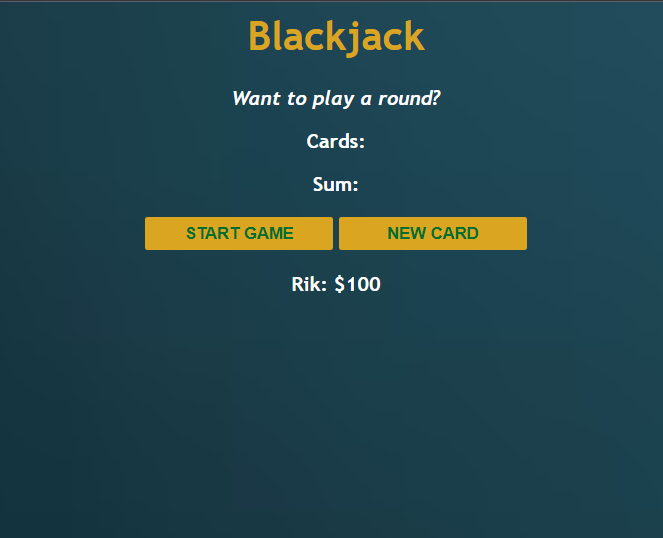 Blackjack
Want to play a round?
Cards:
Sum:
START GAME NEW CARD
Rik: $100